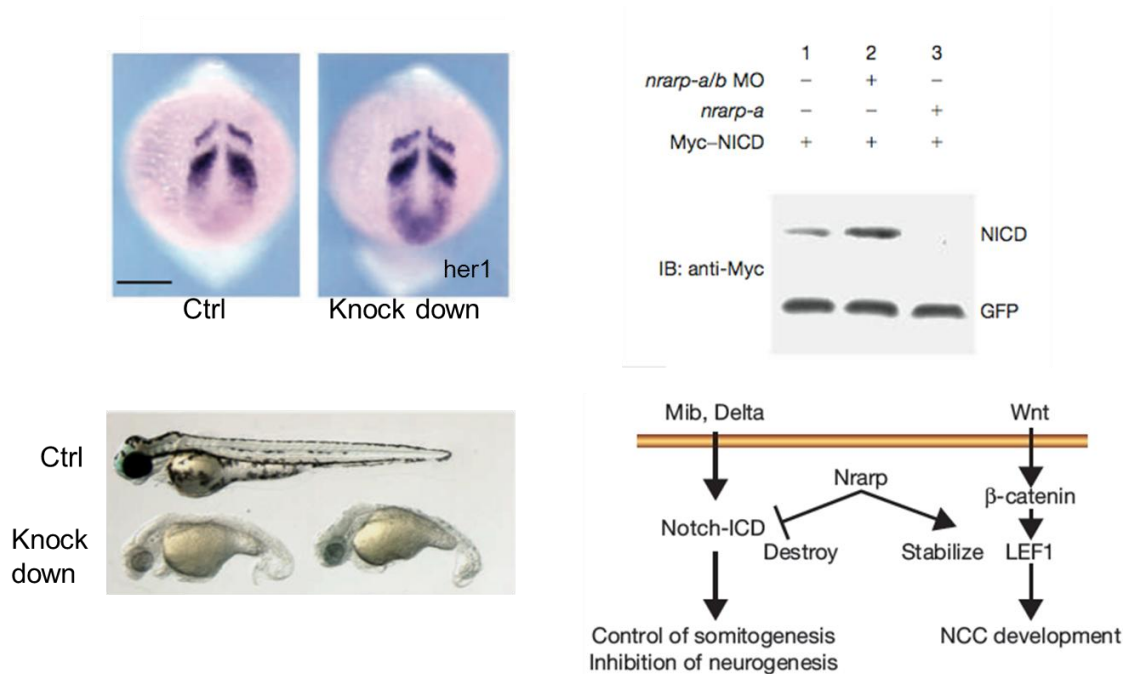 her1
Ctrl
Knock down
1 2 3
nrarp-a/b MO – + –
nrarp-a – – +
Myc–NICD + + +
NICD
IB: anti-Myc
GFP
Ctrl
Knock
down
Mib, Delta
Wnt
Nrarp
β-catenin
Notch-ICD
Destroy
Stabilize
LEF1
Control of somitogenesis
Inhibition of neurogenesis
NCC development